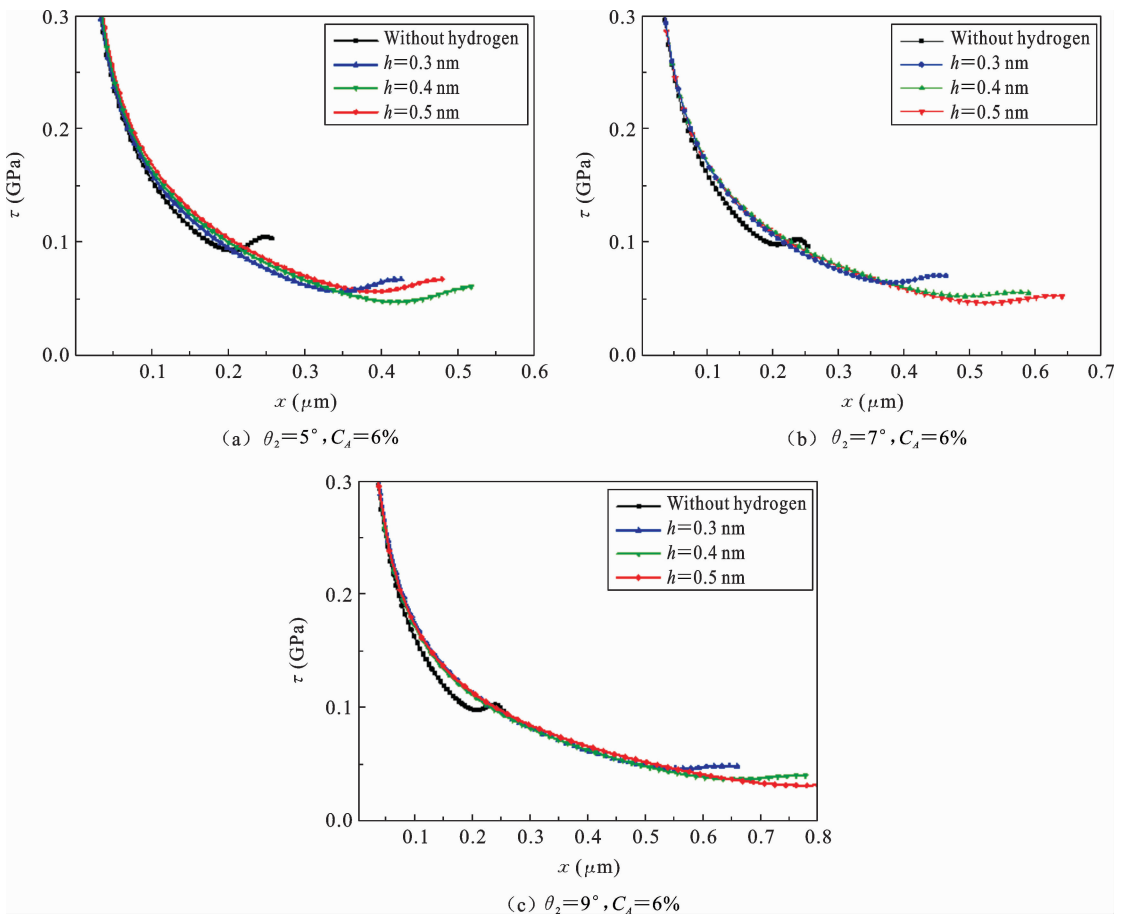 0.3
0.2
0.1
0.0
τ (GPa)
Without hydrogen
h=0.3 nm
h=0.4 nm
h=0.5 nm
0.1 0.2 0.3 0.4 0.5 0.6
x (μm)
(a) θ₂=5°, C_A=6%
0.3
0.2
0.1
0.0
τ (GPa)
Without hydrogen
h=0.3 nm
h=0.4 nm
h=0.5 nm
0.1 0.2 0.3 0.4 0.5 0.6 0.7
x (μm)
(b) θ₂=7°, C_A=6%
0.3
0.2
0.1
0.0
τ (GPa)
Without hydrogen
h=0.3 nm
h=0.4 nm
h=0.5 nm
0.1 0.2 0.3 0.4 0.5 0.6 0.7 0.8
x (μm)
(c) θ₂=9°, C_A=6%